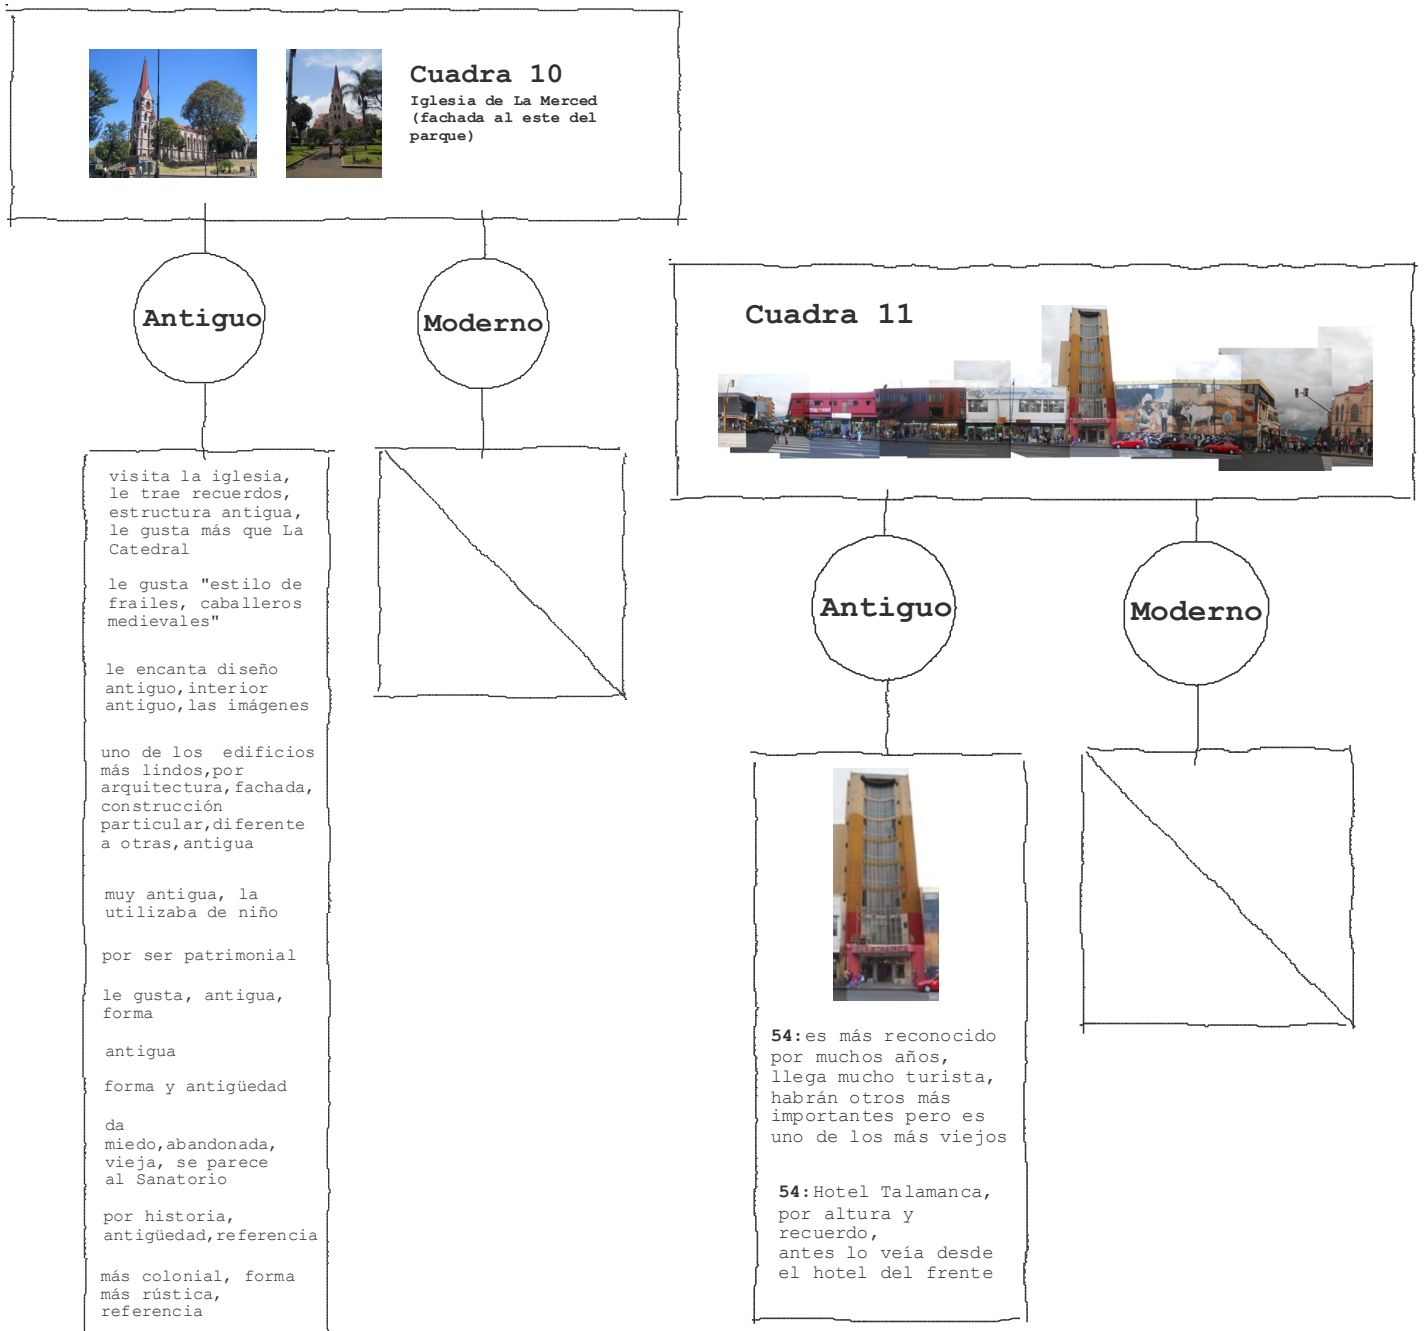 Cuadra 10
Iglesia de La Merced
(fachada al este del
parque)
Antiguo
Moderno
visita la iglesia,
le trae recuerdos,
estructura antigua,
le gusta más que La
Catedral
le gusta "estilo de
frailes, caballeros
medievales"
le encanta diseño
antiguo,interior
antiguo,las imágenes
uno de los edificios
más lindos,por
arquitectura,fachada,
construcción
particular,diferente
a otras,antigua
muy antigua, la
utilizaba de niño
por ser patrimonial
le gusta, antigua,
forma
antigua
forma y antigüedad
da
miedo,abandonada,
vieja, se parece
al Sanatorio
por historia,
antigüedad,referencia
más colonial, forma
más rústica,
referencia
Cuadra 11
Antiguo
Moderno
54:es más reconocido
por muchos años,
llega mucho turista,
habrán otros más
importantes pero es
uno de los más viejos
54:Hotel Talamanca,
por altura y
recuerdo,
antes lo veía desde
el hotel del frente